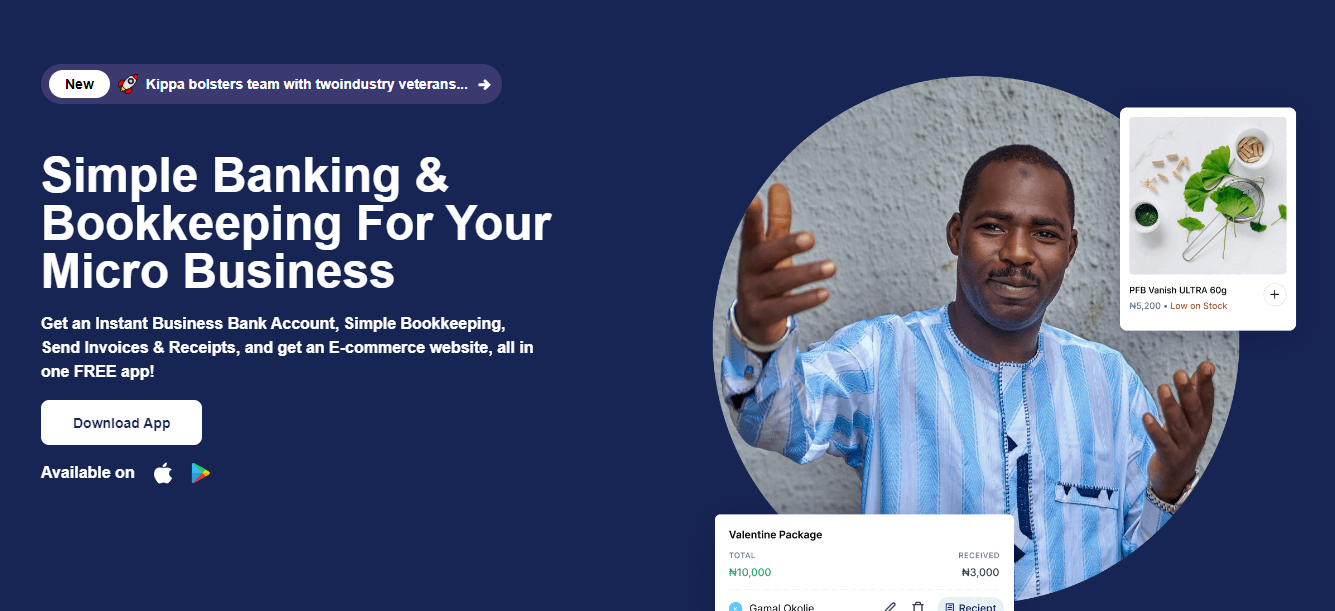 New Kippa bolsters team with twoindustry veterans...
Simple Banking &
Bookkeeping For Your
Micro Business
Get an Instant Business Bank Account, Simple Bookkeeping,
Send Invoices & Receipts, and get an E-commerce website, all in
one FREE app!
Download App
Available on
PFB Vanish ULTRA 60g
₦5,200 • Low on Stock
Valentine Package
TOTAL RECEIVED
₦10,000 ₦3,000
K Gamal Okolie Reciept